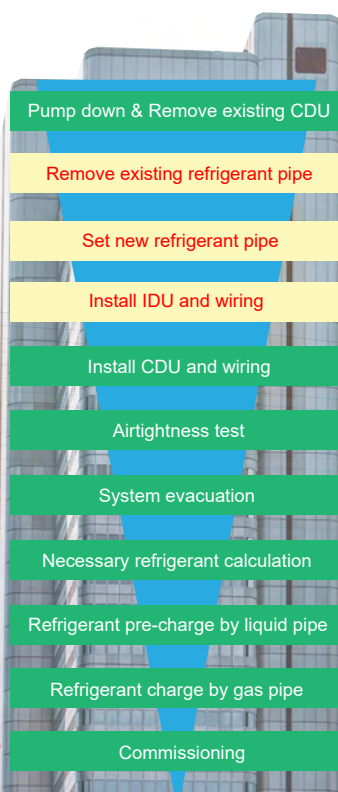 Pump down & Remove existing CDU
Remove existing refrigerant pipe
Set new refrigerant pipe
Install IDU and wiring
Install CDU and wiring
Airtightness test
System evacuation
Necessary refrigerant calculation
Refrigerant pre-charge by liquid pipe
Refrigerant charge by gas pipe
Commissioning